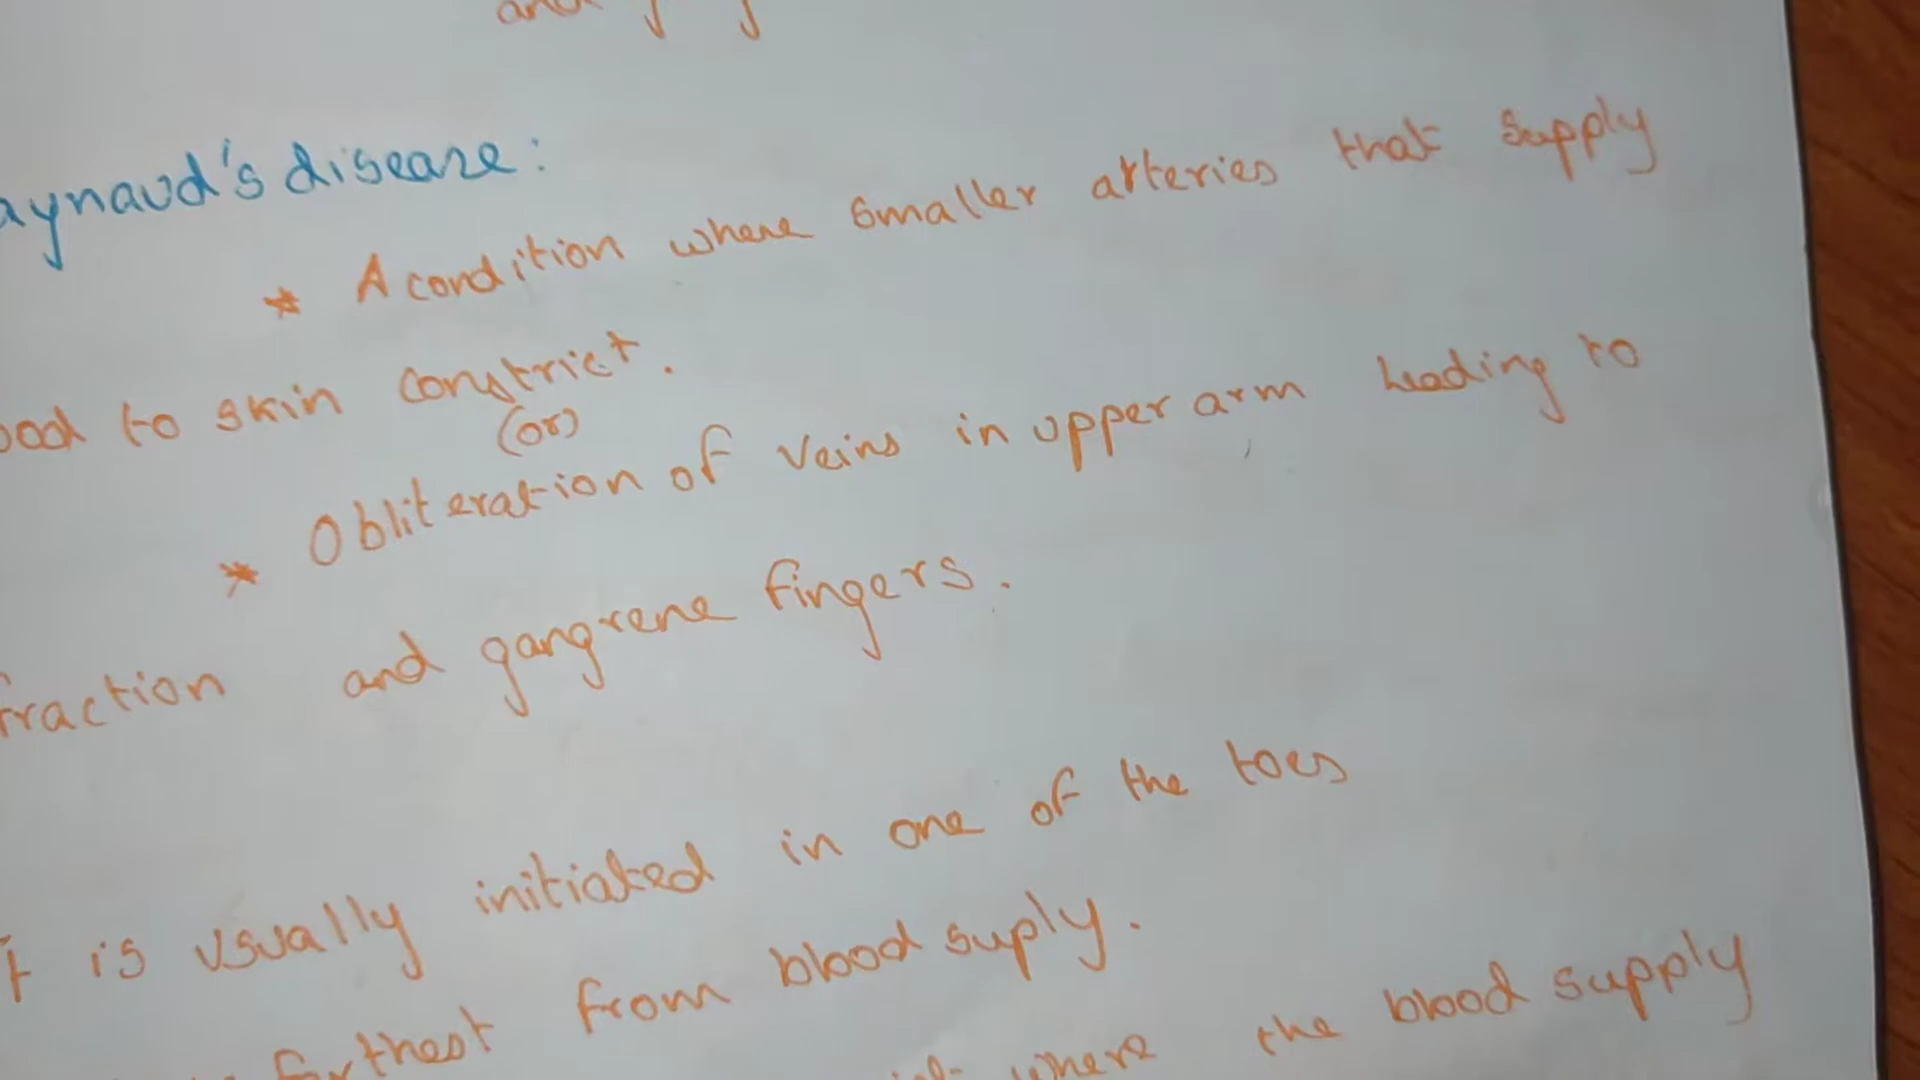 aynaud's disease:
* A condition where smaller arteries that supply
ood to skin constrict.
(or)
* Obliteration of veins in upper arm leading to
fraction and gangrene fingers.
t is usually initiated in one of the toes
farthest from blood suply.
where the blood supply